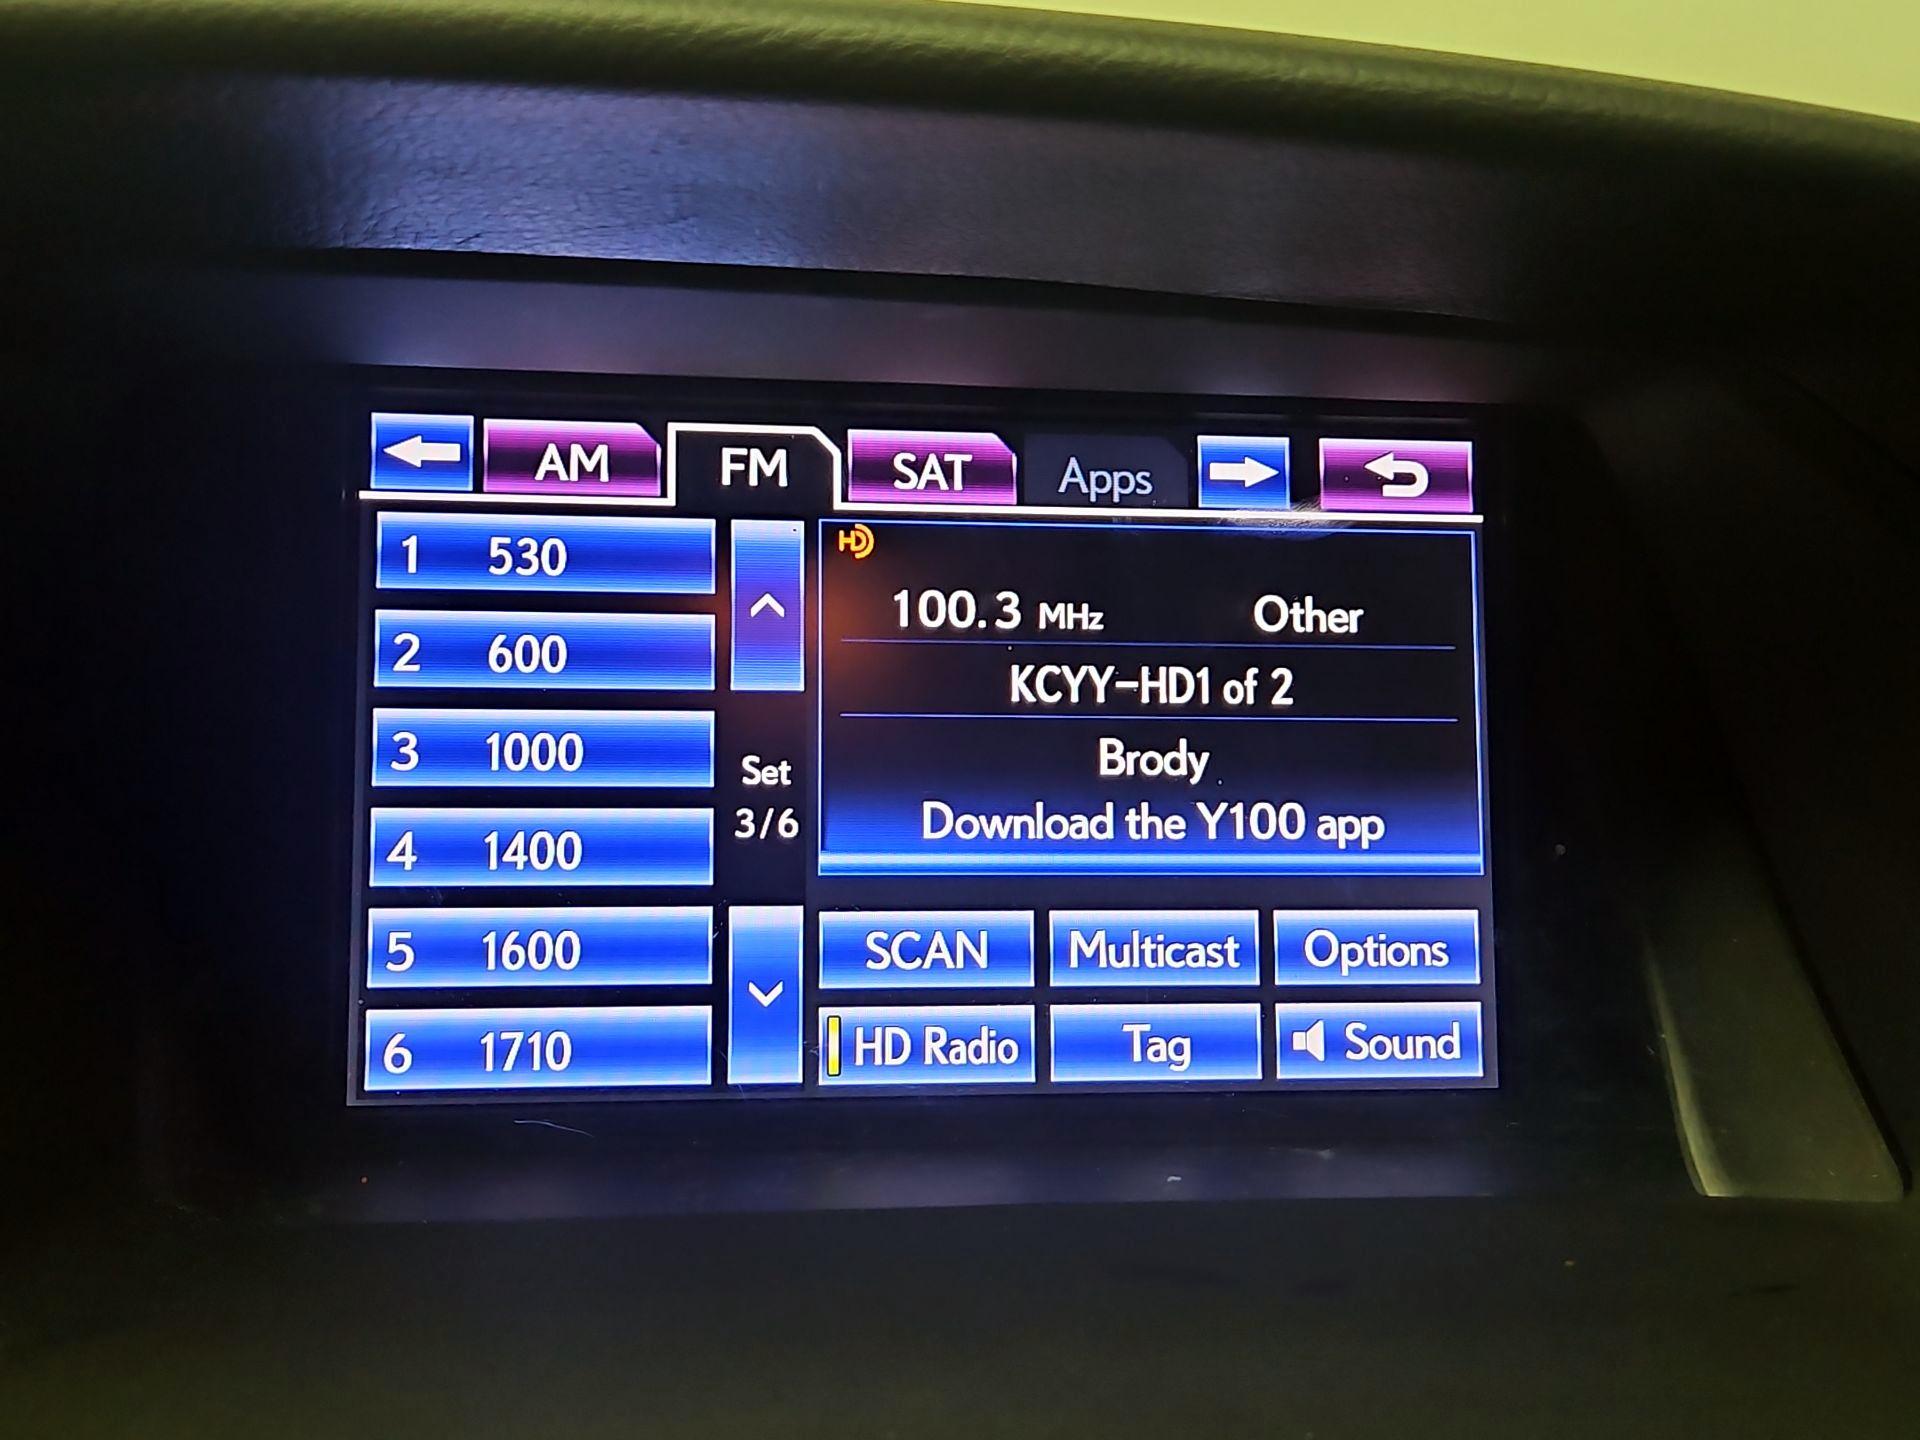 AM FM SAT Apps
1 530
2 600
3 1000
4 1400
5 1600
6 1710
Set
3/6
HD
100.3 MHz Other
KCYY-HD1 of 2
Brody
Download the Y100 app
SCAN Multicast Options
HD Radio Tag Sound